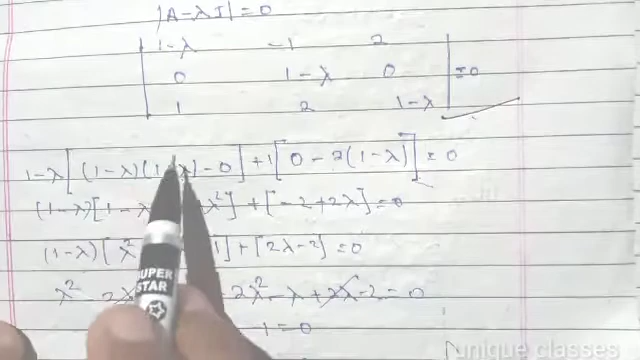 |A-λI|=0
1-λ -1 2
0 1-λ 0 =0
1 2 1-λ
1-λ[(1-λ)(1-λ)-0]+1[0-2(1-λ)]=0
(1-λ)[1-λ λ²]+[-2+2λ]=0
(1-λ)[λ² 1]+[2λ-2]=0
λ² 2λ 2λ²-λ+2λ-2=0
1=0
SUPER
STAR
unique classes